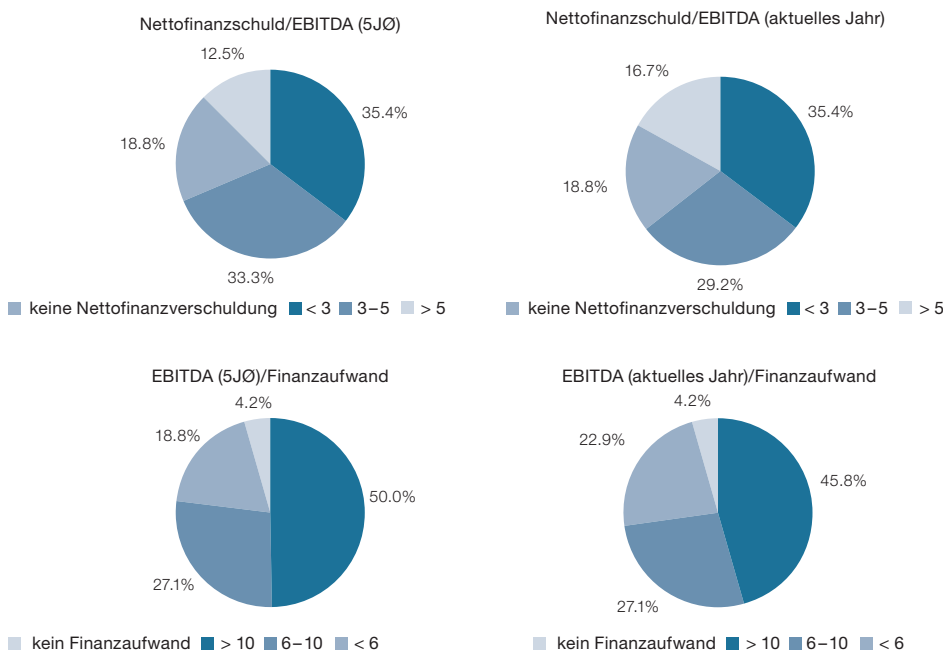 Nettofinanzschuld/EBITDA (5JØ)
12.5%
35.4%
18.8%
33.3%
keine Nettofinanzverschuldung < 3 3–5 > 5
Nettofinanzschuld/EBITDA (aktuelles Jahr)
16.7%
35.4%
18.8%
29.2%
keine Nettofinanzverschuldung < 3 3–5 > 5
EBITDA (5JØ)/Finanzaufwand
4.2%
18.8%
50.0%
27.1%
kein Finanzaufwand > 10 6–10 < 6
EBITDA (aktuelles Jahr)/Finanzaufwand
4.2%
22.9%
45.8%
27.1%
kein Finanzaufwand > 10 6–10 < 6